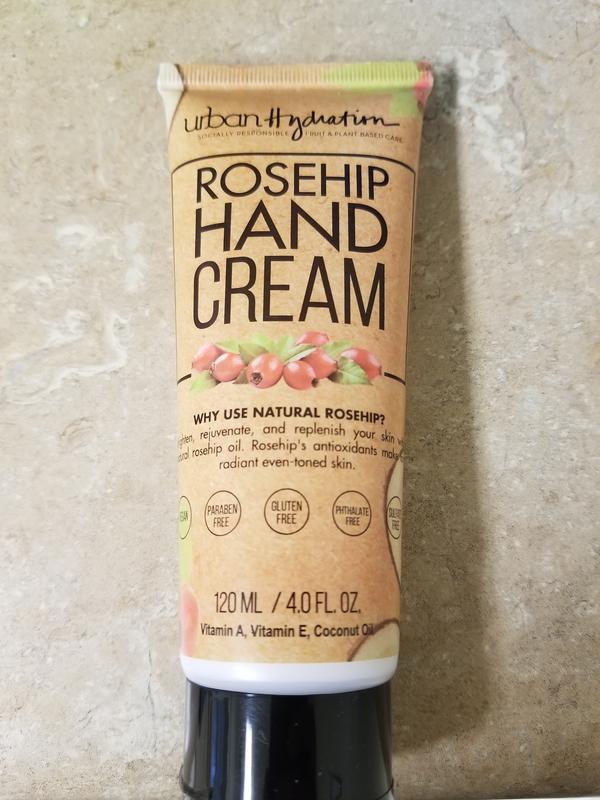 urban Hydration
SOCIALLY RESPONSIBLE FRUIT & PLANT BASED CARE
ROSEHIP
HAND
CREAM
WHY USE NATURAL ROSEHIP?
rejuvenate, and replenish your skin
rosehip oil. Rosehip's antioxidants make
radiant even-toned skin.
PARABEN
FREE
GLUTEN
FREE
PHTHALATE
FREE
FREE
120 ML / 4.0 FL. OZ.
Vitamin A, Vitamin E, Coconut Oil